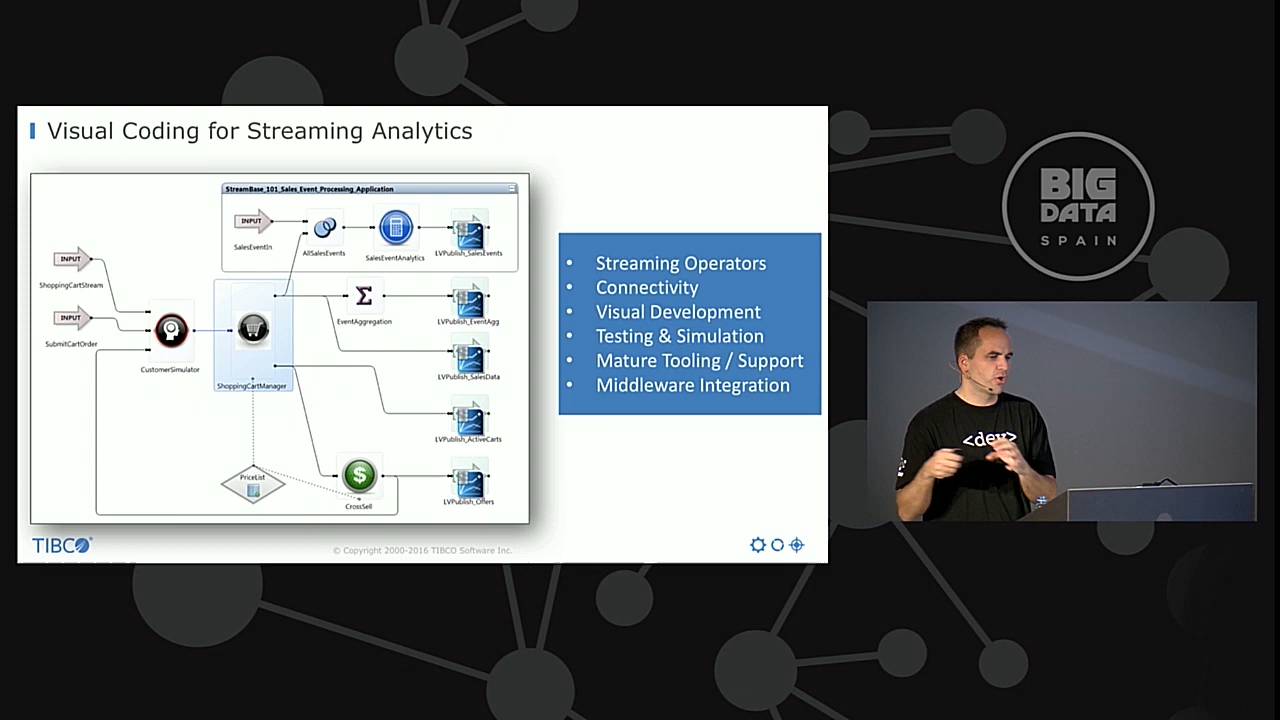 Visual Coding for Streaming Analytics
StreamBase_101_Sales_Event_Processing_Application
INPUT
SalesEventIn
AllSalesEvents
SalesEventAnalytics
LVPublish_SalesEvents
INPUT
ShoppingCartStream
INPUT
SubmitCartOrder
CustomerSimulator
ShoppingCartManager
Σ
EventAggregation
LVPublish_EventAgg
LVPublish_SalesData
LVPublish_ActiveCarts
PriceList
$
CrossSell
LVPublish_Offers
• Streaming Operators
• Connectivity
• Visual Development
• Testing & Simulation
• Mature Tooling / Support
• Middleware Integration
TIBCO
© Copyright 2000-2016 TIBCO Software Inc.
BIG
DATA
SPAIN
<dev>